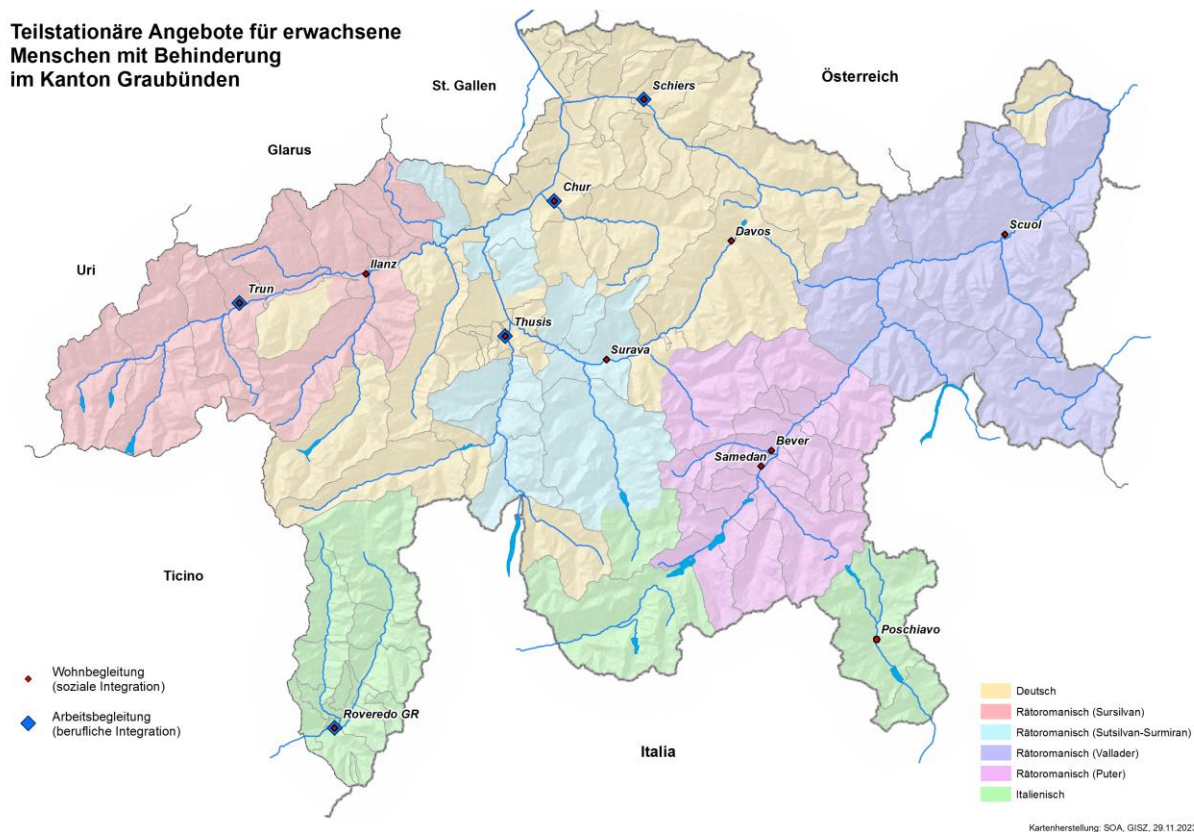 Teilstationäre Angebote für erwachsene
Menschen mit Behinderung
im Kanton Graubünden
St. Gallen
Österreich
Schiers
Glarus
Chur
Davos
Scuol
Uri
Ilanz
Trun
Thusis
Surava
Bever
Samedan
Ticino
Poschiavo
Wohnbegleitung
(soziale Integration)
Arbeitsbegleitung
(berufliche Integration)
Roveredo GR
Italia
Deutsch
Rätoromanisch (Sursilvan)
Rätoromanisch (Sutsilvan-Surmiran)
Rätoromanisch (Vallader)
Rätoromanisch (Puter)
Italienisch
Kartenherstellung: SOA, GISZ, 29.11.2023